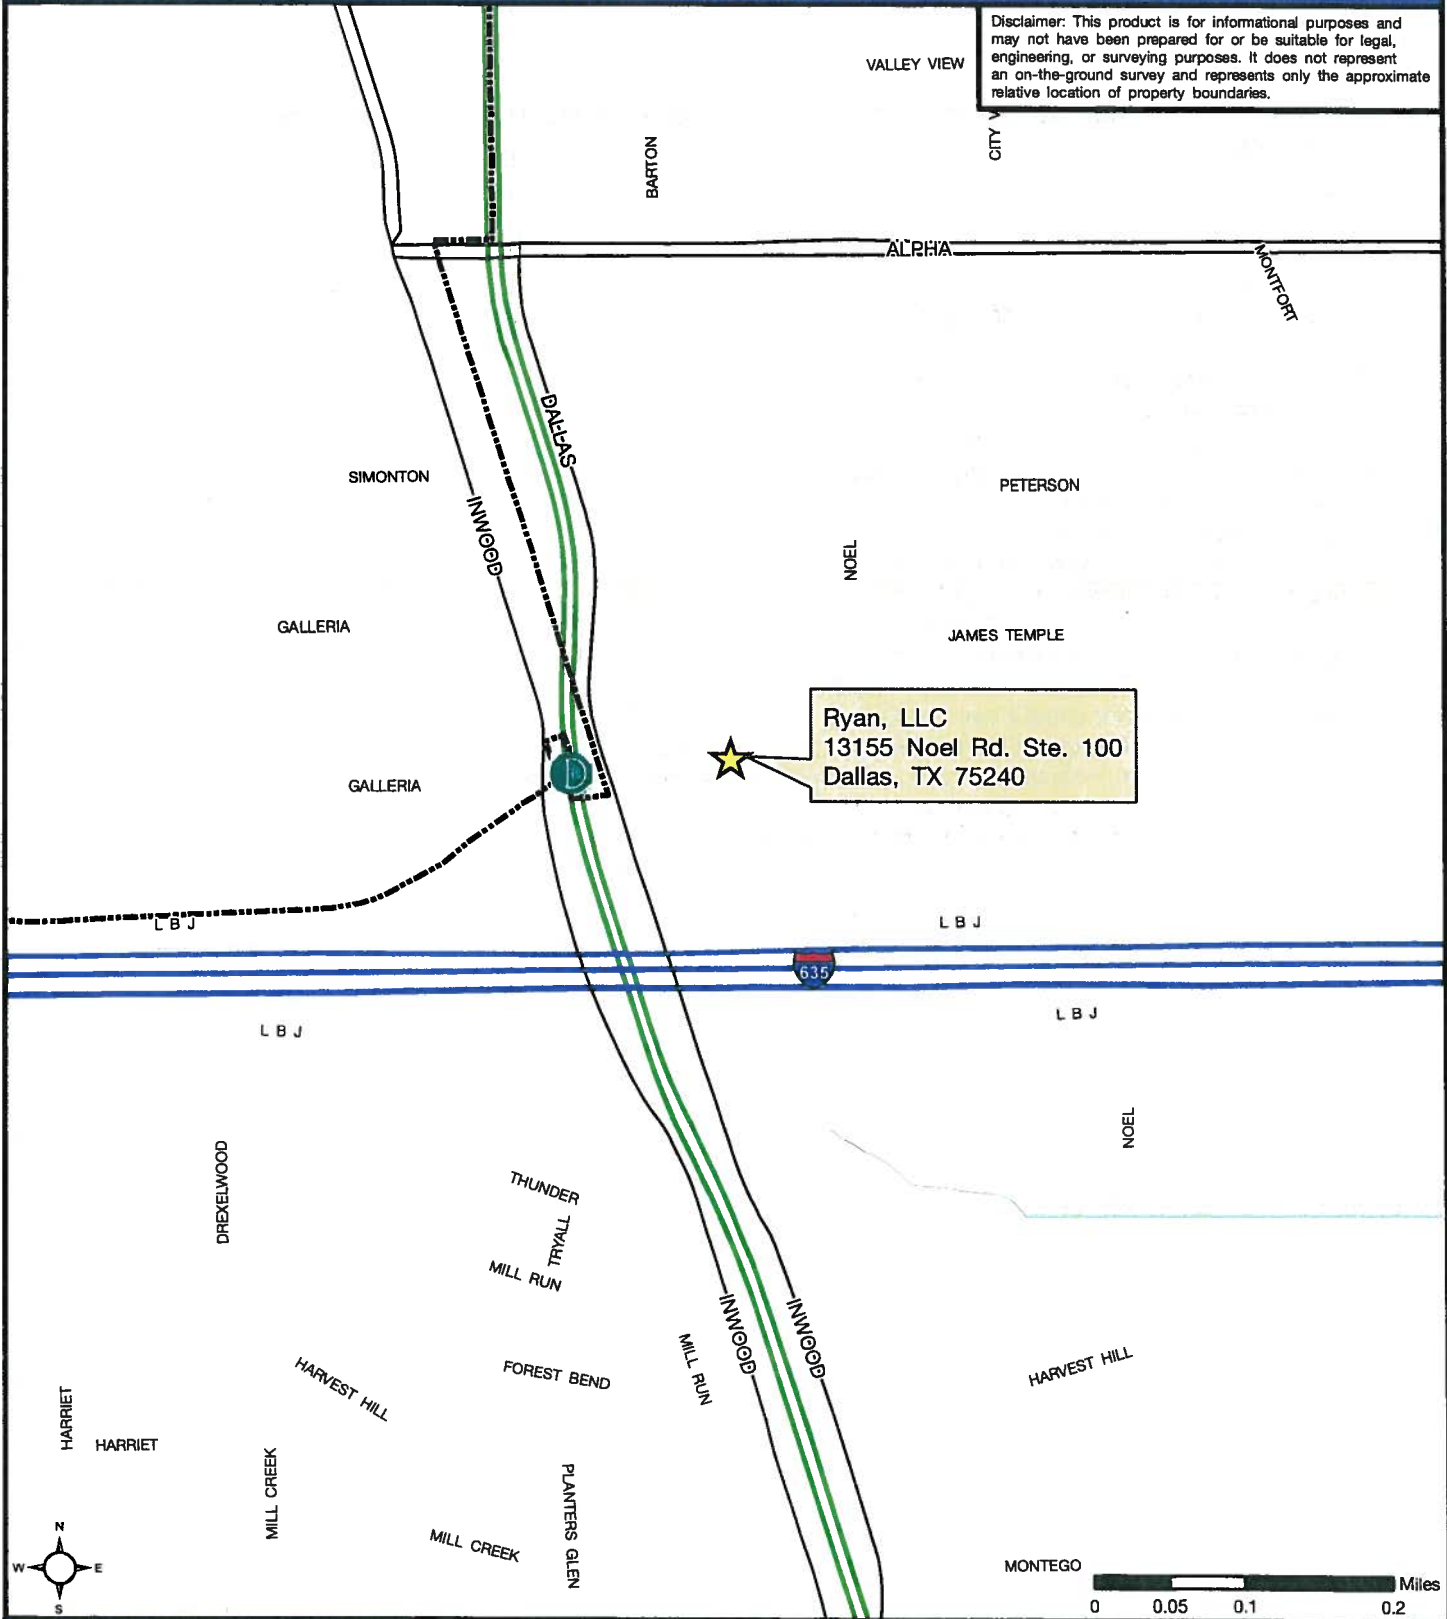 Disclaimer: This product is for informational purposes and
may not have been prepared for or be suitable for legal,
engineering, or surveying purposes. It does not represent
an on-the-ground survey and represents only the approximate
relative location of property boundaries.
VALLEY VIEW
CITY V
BARTON
ALPHA
MONTFORT
DALLAS
SIMONTON
INWOOD
PETERSON
NOEL
GALLERIA
JAMES TEMPLE
Ryan, LLC
13155 Noel Rd. Ste. 100
Dallas, TX 75240
GALLERIA
D
LBJ
LBJ
635
LBJ
LBJ
NOEL
DREXELWOOD
THUNDER
TRYALL
MILL RUN
INWOOD
INWOOD
MILL RUN
HARVEST HILL
FOREST BEND
HARVEST HILL
HARRIET
HARRIET
MILL CREEK
PLANTERS GLEN
MILL CREEK
MONTEGO
N
W
E
S
Miles
0 0.05 0.1 0.2